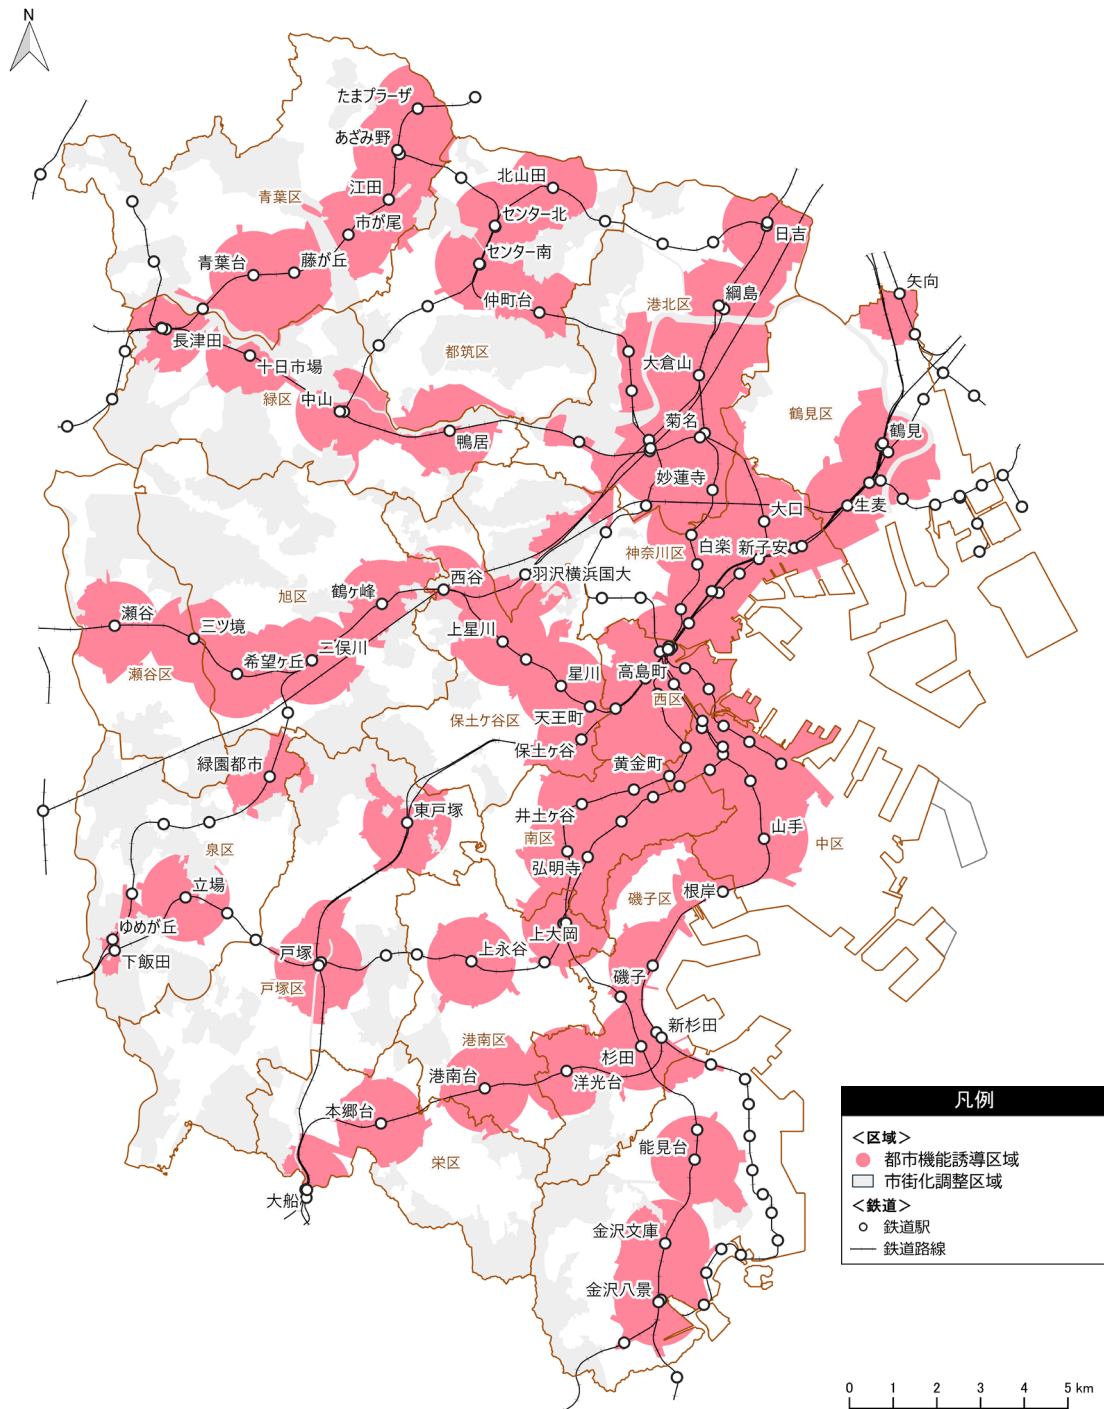 N
たまプラーザ
あざみ野
北山田
江田
青葉区
センター北
市が尾
日吉
センター南
青葉台
藤が丘
矢向
綱島
仲町台
港北区
長津田
都筑区
十日市場
大倉山
緑区
中山
鶴見区
菊名
鴨居
鶴見
妙蓮寺
大口
生麦
神奈川区
白楽
新子安
羽沢横浜国大
西谷
旭区
鶴ヶ峰
瀬谷
三ツ境
上星川
二俣川
希望ヶ丘
瀬谷区
高島町
星川
西区
天王町
保土ケ谷区
保土ヶ谷
緑園都市
黄金町
東戸塚
井土ヶ谷
山手
南区
中区
泉区
弘明寺
立場
根岸
磯子区
ゆめが丘
上大岡
下飯田
戸塚
上永谷
磯子
戸塚区
新杉田
港南区
杉田
港南台
洋光台
本郷台
能見台
栄区
大船
金沢文庫
金沢八景
凡例
＜区域＞
都市機能誘導区域
市街化調整区域
＜鉄道＞
鉄道駅
鉄道路線
0 1 2 3 4 5 km